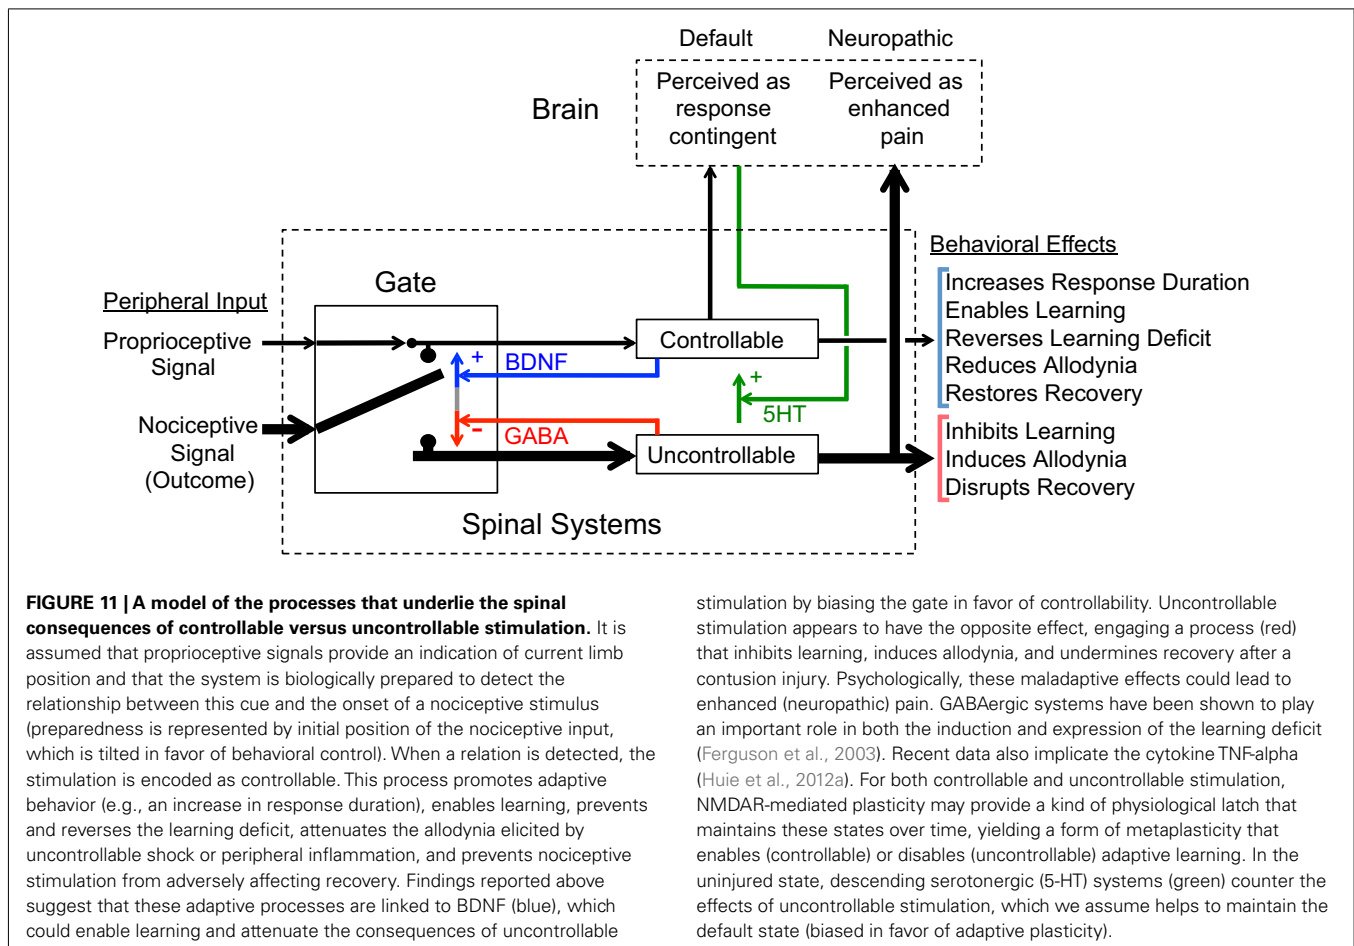 Default
Neuropathic
Brain
Perceived as
response
contingent
Perceived as
enhanced
pain
Behavioral Effects
Increases Response Duration
Enables Learning
Reverses Learning Deficit
Reduces Allodynia
Restores Recovery
Inhibits Learning
Induces Allodynia
Disrupts Recovery
Peripheral Input
Proprioceptive
Signal
Nociceptive
Signal
(Outcome)
Gate
+
BDNF
-
GABA
Controllable
+
5HT
Uncontrollable
Spinal Systems
FIGURE 11 | A model of the processes that underlie the spinal
consequences of controllable versus uncontrollable stimulation. It is
assumed that proprioceptive signals provide an indication of current limb
position and that the system is biologically prepared to detect the
relationship between this cue and the onset of a nociceptive stimulus
(preparedness is represented by initial position of the nociceptive input,
which is tilted in favor of behavioral control). When a relation is detected, the
stimulation is encoded as controllable. This process promotes adaptive
behavior (e.g., an increase in response duration), enables learning, prevents
and reverses the learning deficit, attenuates the allodynia elicited by
uncontrollable shock or peripheral inflammation, and prevents nociceptive
stimulation from adversely affecting recovery. Findings reported above
suggest that these adaptive processes are linked to BDNF (blue), which
could enable learning and attenuate the consequences of uncontrollable
stimulation by biasing the gate in favor of controllability. Uncontrollable
stimulation appears to have the opposite effect, engaging a process (red)
that inhibits learning, induces allodynia, and undermines recovery after a
contusion injury. Psychologically, these maladaptive effects could lead to
enhanced (neuropathic) pain. GABAergic systems have been shown to play
an important role in both the induction and expression of the learning deficit
(Ferguson et al., 2003). Recent data also implicate the cytokine TNF-alpha
(Huie et al., 2012a). For both controllable and uncontrollable stimulation,
NMDAR-mediated plasticity may provide a kind of physiological latch that
maintains these states over time, yielding a form of metaplasticity that
enables (controllable) or disables (uncontrollable) adaptive learning. In the
uninjured state, descending serotonergic (5-HT) systems (green) counter the
effects of uncontrollable stimulation, which we assume helps to maintain the
default state (biased in favor of adaptive plasticity).